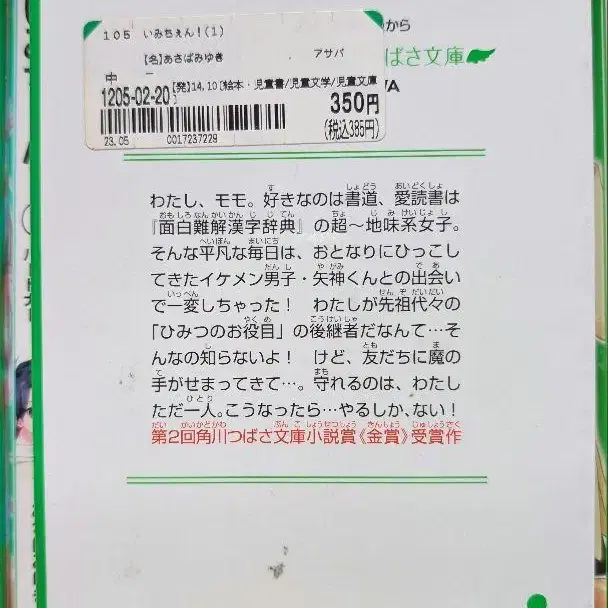 105 いみちぇん!(1)
【名】あさばみゆき アサバ
中 ー
1205-02-20 【発】14,10【絵本・児童書/児童文学/児童文庫】
350円
(税込385円)
23.05 0017237229
から
ばさ文庫
わたし、モモ。好きなのは書道、愛読書は
『面白難解漢字辞典』の超〜地味系女子。
そんな平凡な毎日は、おとなりにひっこし
てきたイケメン男子・矢神くんとの出会い
で一変しちゃった! わたしが先祖代々の
「ひみつのお役目」の後継者だなんて…そ
んなの知らないよ! けど、友だちに魔の
手がせまってきて…。守れるのは、わたし
ただ一人。こうなったら…やるしか、ない!
第2回角川つばさ文庫小説賞《金賞》受賞作